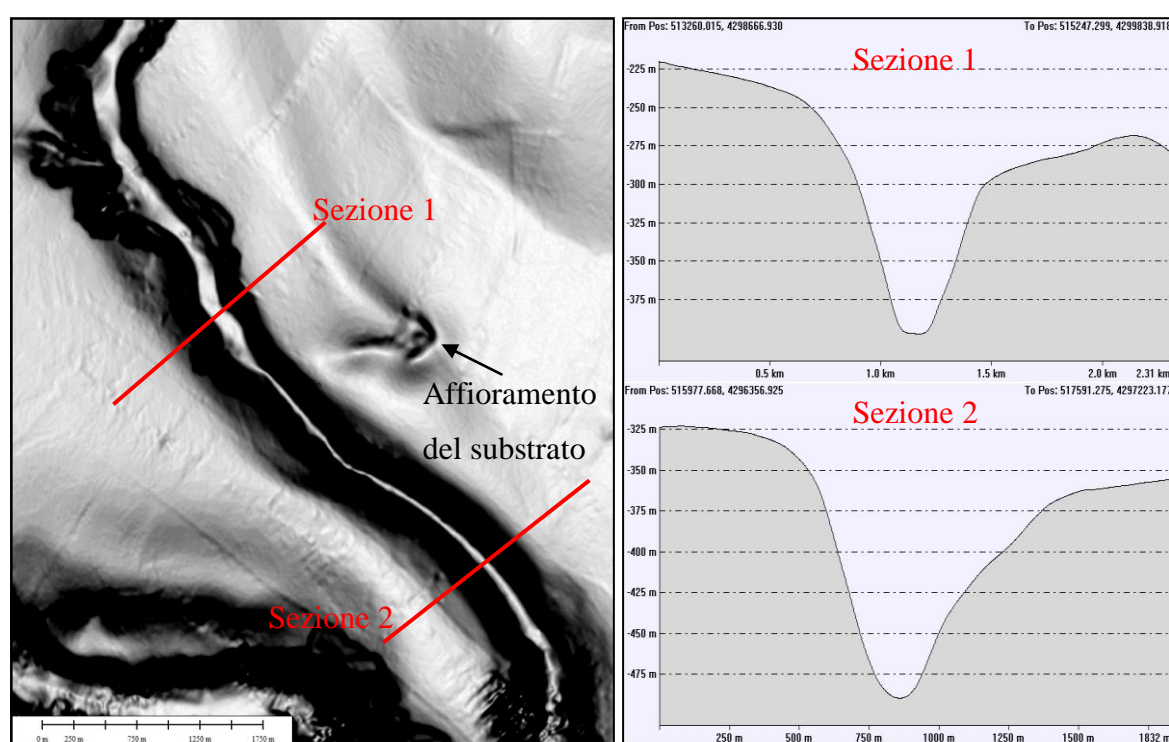 Sezione 1
Affioramento
del substrato
Sezione 2
0 m 250 m 750 m 1250 m 1750 m
From Pos: 513260.015, 4298666.930 To Pos: 515247.299, 4299838.918
Sezione 1
-225 m
-250 m
-275 m
-300 m
-325 m
-350 m
-375 m
0.5 km 1.0 km 1.5 km 2.0 km 2.31 km
From Pos: 515977.668, 4296356.925 To Pos: 517591.275, 4297223.177
Sezione 2
-325 m
-350 m
-375 m
-400 m
-425 m
-450 m
-475 m
250 m 500 m 750 m 1000 m 1250 m 1500 m 1832 m